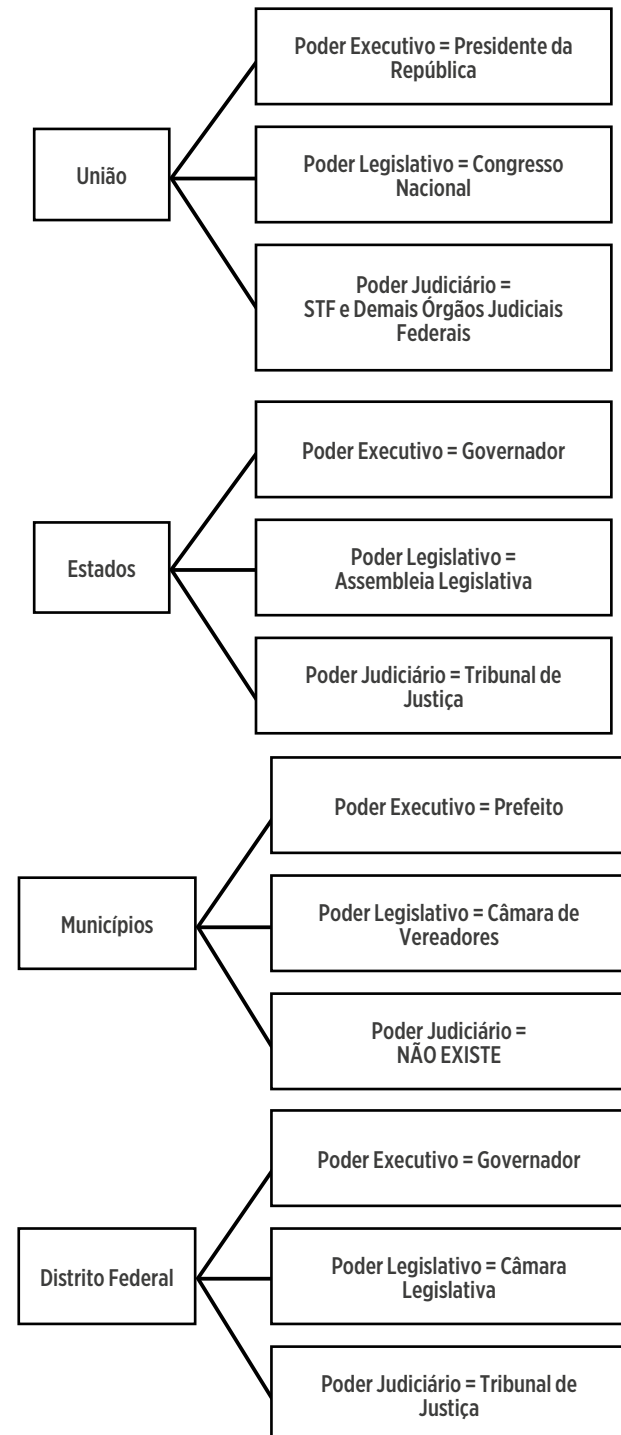 Poder Executivo = Presidente da
República
União
Poder Legislativo = Congresso
Nacional
Poder Judiciário =
STF e Demais Órgãos Judiciais
Federais
Poder Executivo = Governador
Estados
Poder Legislativo =
Assembleia Legislativa
Poder Judiciário = Tribunal de
Justiça
Poder Executivo = Prefeito
Municípios
Poder Legislativo = Câmara de
Vereadores
Poder Judiciário =
NÃO EXISTE
Poder Executivo = Governador
Distrito Federal
Poder Legislativo = Câmara
Legislativa
Poder Judiciário = Tribunal de
Justiça